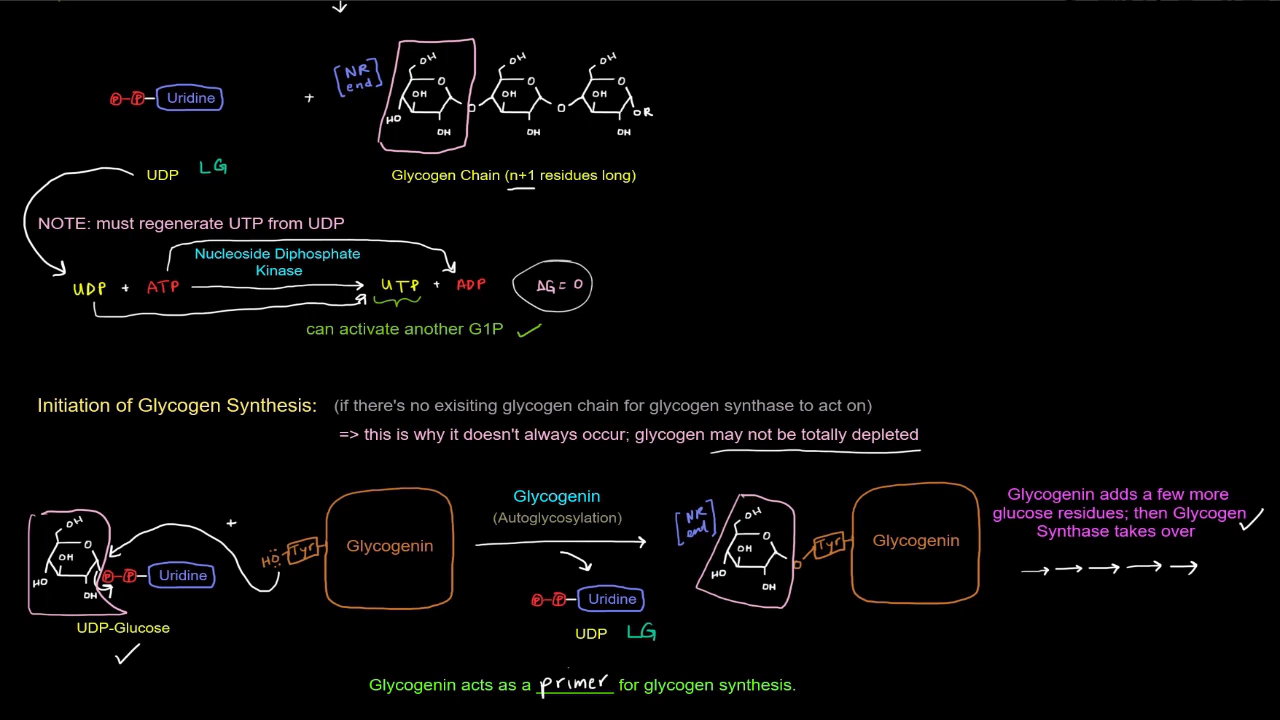 [NR
end]
OH
OH
OH
O
O
O
P-P-Uridine
+
OH
OH
OH
HO
O
O
OR
OH
OH
OH
UDP LG
Glycogen Chain (n+1 residues long)
NOTE: must regenerate UTP from UDP
Nucleoside Diphosphate
Kinase
UDP + ATP
UTP + ADP
ΔG = 0
can activate another G1P
Initiation of Glycogen Synthesis: (if there's no exisiting glycogen chain for glycogen synthase to act on)
=> this is why it doesn't always occur; glycogen may not be totally depleted
OH
O
OH
HO
OH
P-P-Uridine
UDP-Glucose
+
HO-Tyr
Glycogenin
Glycogenin
(Autoglycosylation)
P-P-Uridine
UDP LG
[NR
end]
OH
O
OH
HO
OH
O
Tyr
Glycogenin
Glycogenin adds a few more
glucose residues; then Glycogen
Synthase takes over
Glycogenin acts as a primer for glycogen synthesis.